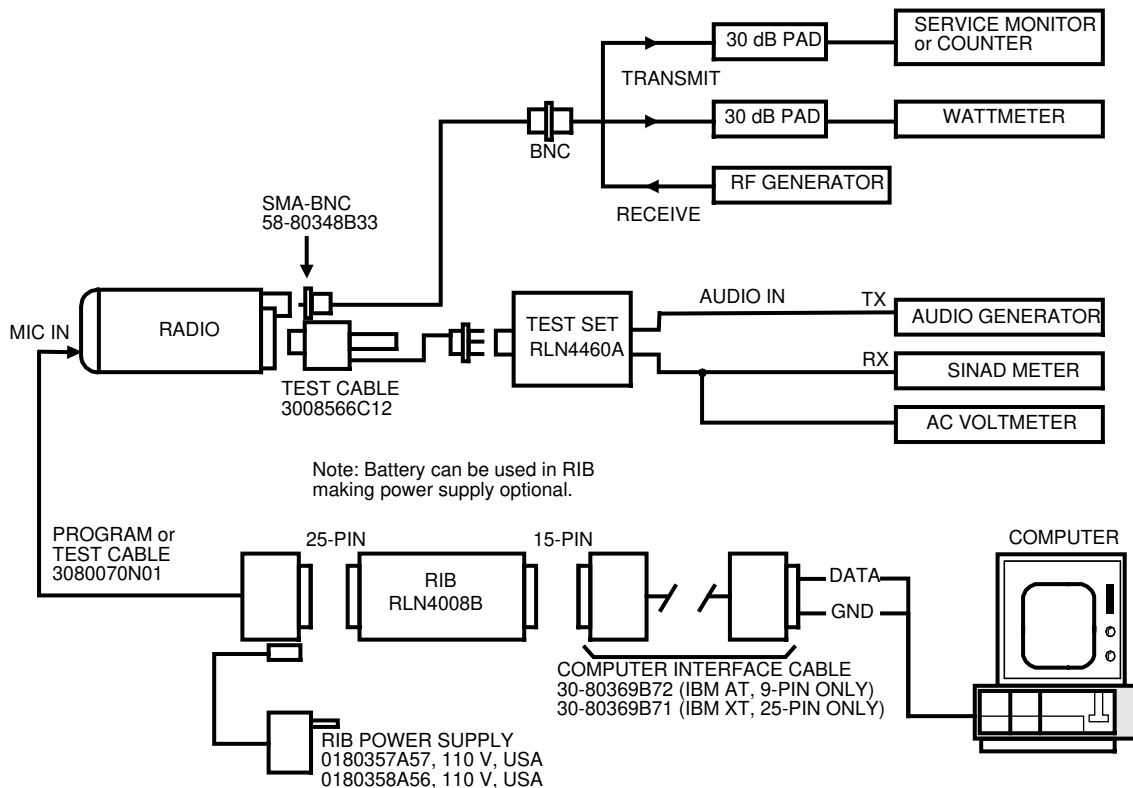 30 dB PAD
SERVICE MONITOR
or COUNTER
TRANSMIT
30 dB PAD
WATTMETER
BNC
RF GENERATOR
RECEIVE
SMA-BNC
58-80348B33
MIC IN
RADIO
TEST CABLE
3008566C12
TEST SET
RLN4460A
AUDIO IN
TX
AUDIO GENERATOR
RX
SINAD METER
AC VOLTMETER
Note: Battery can be used in RIB
making power supply optional.
PROGRAM or
TEST CABLE
3080070N01
25-PIN
RIB
RLN4008B
15-PIN
DATA
GND
COMPUTER
COMPUTER INTERFACE CABLE
30-80369B72 (IBM AT, 9-PIN ONLY)
30-80369B71 (IBM XT, 25-PIN ONLY)
RIB POWER SUPPLY
0180357A57, 110 V, USA
0180358A56, 110 V, USA